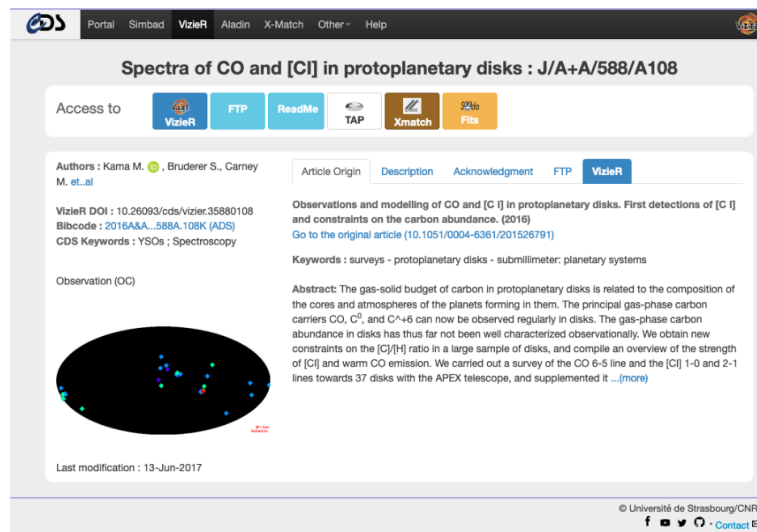 CDS Portal Simbad VizieR Aladin X-Match Other Help
Spectra of CO and [CI] in protoplanetary disks : J/A+A/588/A108
Access to
VizieR FTP ReadMe TAP Xmatch Fits
Authors : Kama M. iD , Bruderer S., Carney
M. et..al
VizieR DOI : 10.26093/cds/vizier.35880108
Bibcode : 2016A&A...588A.108K (ADS)
CDS Keywords : YSOs ; Spectroscopy
Observation (OC)
Last modification : 13-Jun-2017
Article Origin Description Acknowledgment FTP VizieR
Observations and modelling of CO and [C I] in protoplanetary disks. First detections of [C I]
and constraints on the carbon abundance. (2016)
Go to the original article (10.1051/0004-6361/201526791)
Keywords : surveys - protoplanetary disks - submillimeter: planetary systems
Abstract: The gas-solid budget of carbon in protoplanetary disks is related to the composition of
the cores and atmospheres of the planets forming in them. The principal gas-phase carbon
carriers CO, C^0, and C^+6 can now be observed regularly in disks. The gas-phase carbon
abundance in disks has thus far not been well characterized observationally. We obtain new
constraints on the [C]/[H] ratio in a large sample of disks, and compile an overview of the strength
of [CI] and warm CO emission. We carried out a survey of the CO 6-5 line and the [CI] 1-0 and 2-1
lines towards 37 disks with the APEX telescope, and supplemented it ...(more)
© Université de Strasbourg/CNR
· Contact